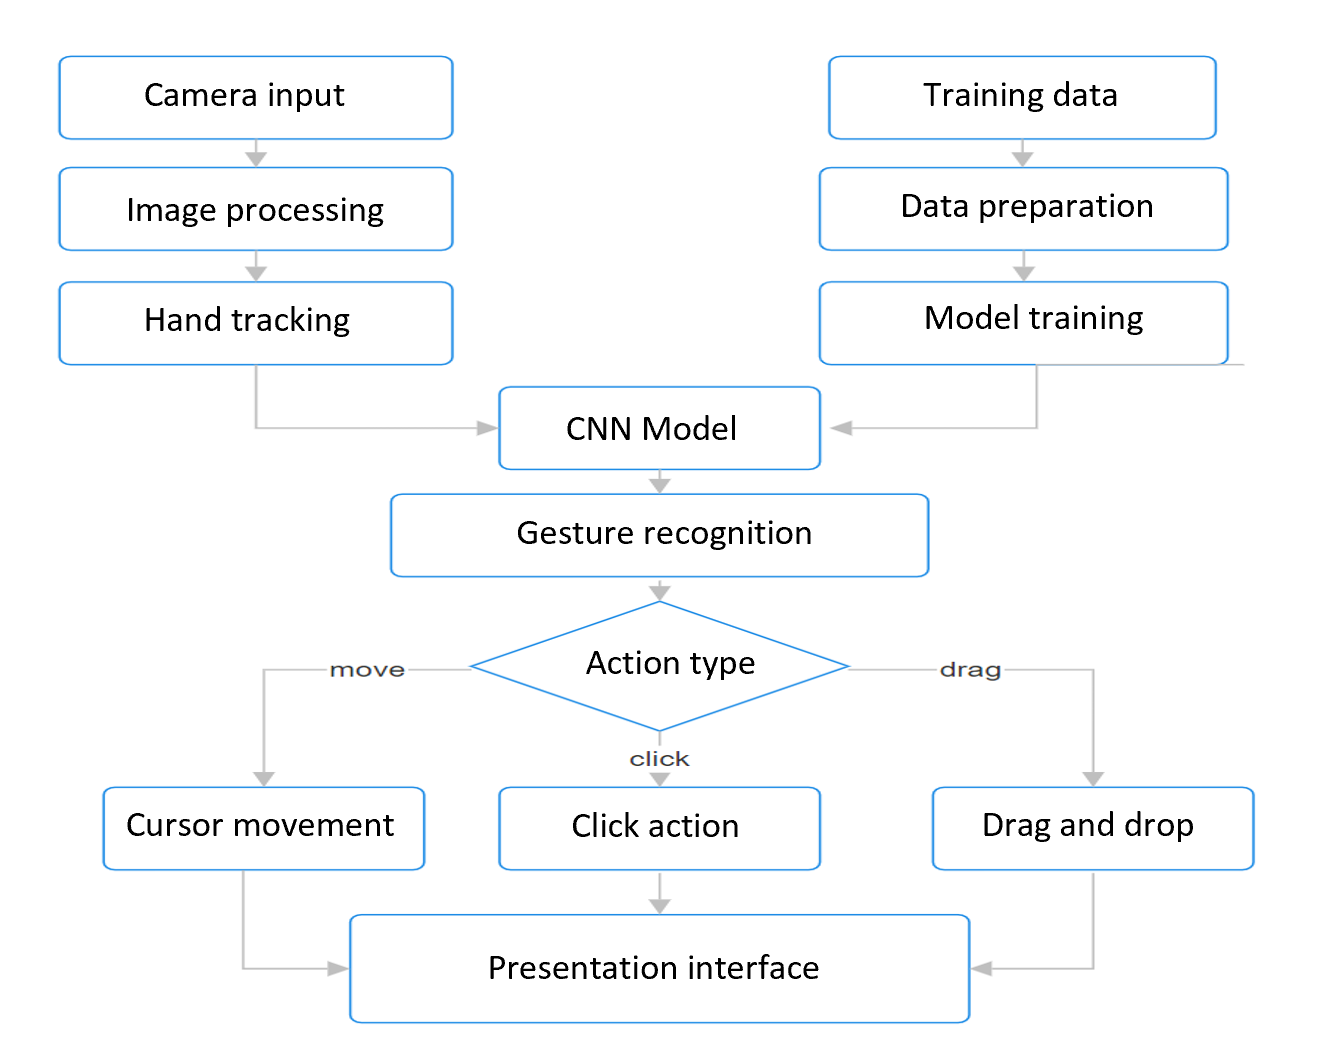 Camera input
Training data
Image processing
Data preparation
Hand tracking
Model training
CNN Model
Gesture recognition
Action type
move
drag
click
Cursor movement
Click action
Drag and drop
Presentation interface